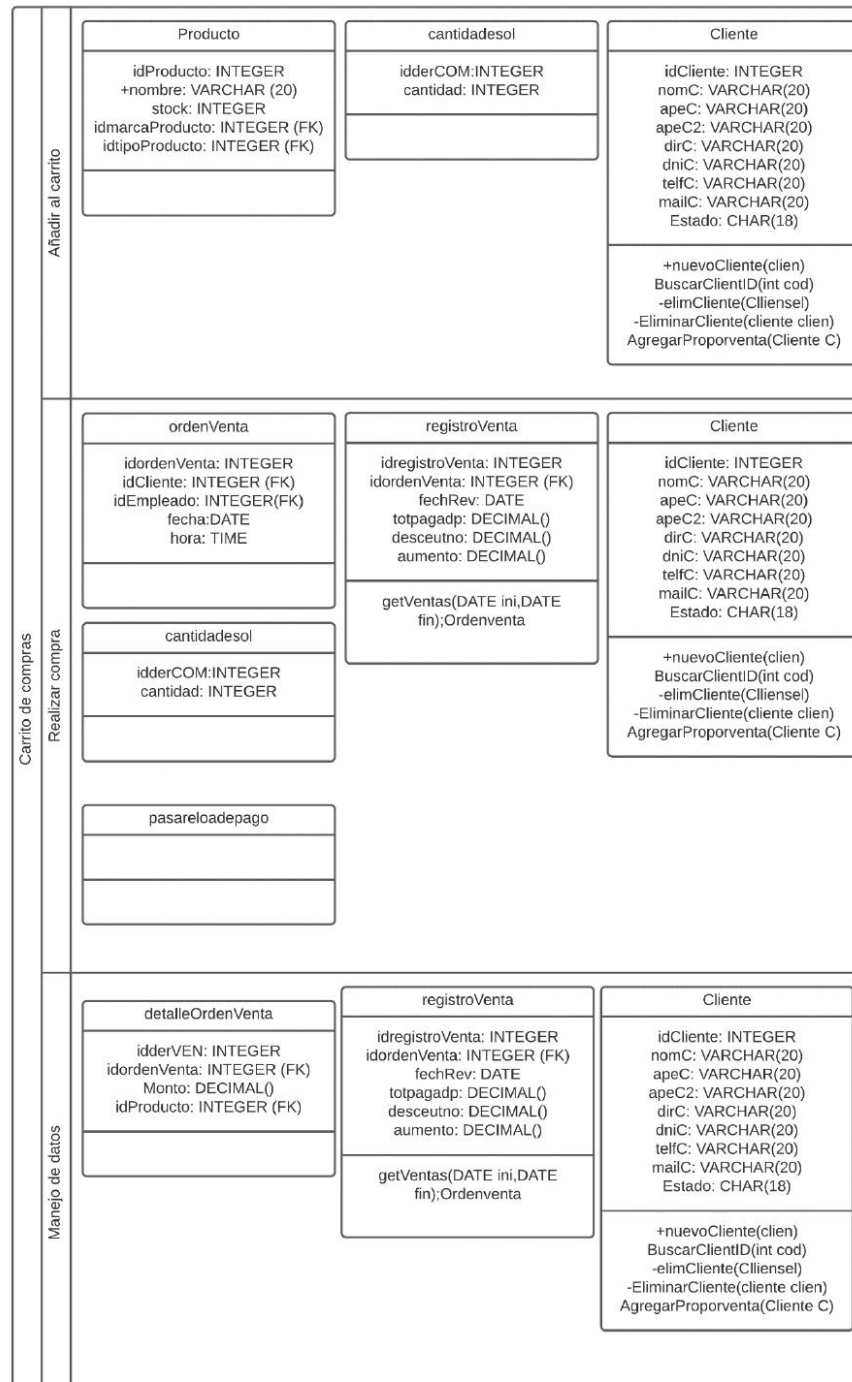 Carrito de compras
Añadir al carrito
Producto
idProducto: INTEGER
+nombre: VARCHAR (20)
stock: INTEGER
idmarcaProducto: INTEGER (FK)
idtipoProducto: INTEGER (FK)
cantidadesol
idderCOM:INTEGER
cantidad: INTEGER
Cliente
idCliente: INTEGER
nomC: VARCHAR(20)
apeC: VARCHAR(20)
apeC2: VARCHAR(20)
dirC: VARCHAR(20)
dniC: VARCHAR(20)
telfC: VARCHAR(20)
mailC: VARCHAR(20)
Estado: CHAR(18)
+nuevoCliente(clien)
BuscarClientID(int cod)
-elimCliente(Clliensel)
-EliminarCliente(cliente clien)
AgregarProporventa(Cliente C)
Realizar compra
ordenVenta
idordenVenta: INTEGER
idCliente: INTEGER (FK)
idEmpleado: INTEGER(FK)
fecha:DATE
hora: TIME
registroVenta
idregistroVenta: INTEGER
idordenVenta: INTEGER (FK)
fechRev: DATE
totpagadp: DECIMAL()
desceutno: DECIMAL()
aumento: DECIMAL()
getVentas(DATE ini,DATE
fin);Ordenventa
Cliente
idCliente: INTEGER
nomC: VARCHAR(20)
apeC: VARCHAR(20)
apeC2: VARCHAR(20)
dirC: VARCHAR(20)
dniC: VARCHAR(20)
telfC: VARCHAR(20)
mailC: VARCHAR(20)
Estado: CHAR(18)
+nuevoCliente(clien)
BuscarClientID(int cod)
-elimCliente(Clliensel)
-EliminarCliente(cliente clien)
AgregarProporventa(Cliente C)
cantidadesol
idderCOM:INTEGER
cantidad: INTEGER
pasareloadepago
Manejo de datos
detalleOrdenVenta
idderVEN: INTEGER
idordenVenta: INTEGER (FK)
Monto: DECIMAL()
idProducto: INTEGER (FK)
registroVenta
idregistroVenta: INTEGER
idordenVenta: INTEGER (FK)
fechRev: DATE
totpagadp: DECIMAL()
desceutno: DECIMAL()
aumento: DECIMAL()
getVentas(DATE ini,DATE
fin);Ordenventa
Cliente
idCliente: INTEGER
nomC: VARCHAR(20)
apeC: VARCHAR(20)
apeC2: VARCHAR(20)
dirC: VARCHAR(20)
dniC: VARCHAR(20)
telfC: VARCHAR(20)
mailC: VARCHAR(20)
Estado: CHAR(18)
+nuevoCliente(clien)
BuscarClientID(int cod)
-elimCliente(Clliensel)
-EliminarCliente(cliente clien)
AgregarProporventa(Cliente C)